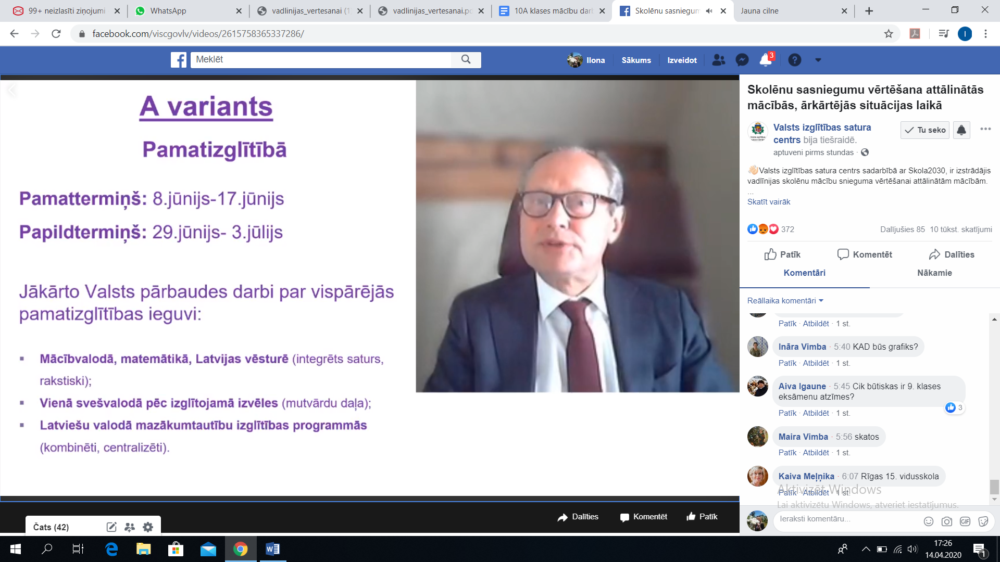 99+ neizlasīti ziņojumi
WhatsApp
vadlinijas_vertesanai (1
vadlinijas_vertesanai.po
10A klases mācību darb
Skolēnu sasniegum
Jauna cilne
facebook.com/viscgovlv/videos/2615758365337286/
I
Meklēt
Ilona
Sākums
Izveidot
3
A variants
Pamatizglītībā
Pamattermiņš: 8.jūnijs-17.jūnijs
Papildtermiņš: 29.jūnijs- 3.jūlijs
Jākārto Valsts pārbaudes darbi par vispārējās
pamatizglītības ieguvi:
▪ Mācībvalodā, matemātikā, Latvijas vēsturē (integrēts saturs,
rakstiski);
▪ Vienā svešvalodā pēc izglītojamā izvēles (mutvārdu daļa);
▪ Latviešu valodā mazākumtautību izglītības programmās
(kombinēti, centralizēti).
Dalīties
Komentēt
Patīk
Čats (42)
Skolēnu sasniegumu vērtēšana attālinātās
mācībās, ārkārtējās situācijas laikā
Valsts izglītības satura
centrs bija tiešraidē.
aptuveni pirms stundas ·
Tu seko
👋🏻Valsts izglītības satura centrs sadarbībā ar Skola2030, ir izstrādājis
vadlīnijas skolēnu mācību snieguma vērtēšanai attālinātām mācībām.
...
Skatīt vairāk
372
Dalījušies 85 10 tūkst. skatījumi
Patīk
Komentēt
Dalīties
Komentāri
Nākamie
Reāllaika komentāri
Patīk · Atbildēt · 1 st.
Ināra Vimba · 5:40 KAD būs grafiks?
Patīk · Atbildēt · 1 st.
Aiva Igaune · 5:45 Cik būtiskas ir 9. klases
eksāmenu atzīmes?
3
Patīk · Atbildēt · 1 st.
Maira Vimba · 5:56 skatos
Patīk · Atbildēt · 1 st.
Kaiva Meļņika · 6:07 Rīgas 15. vidusskola
Patīk · Atbildēt · 1 st.
Aktivizēt Windows
Lai aktivizētu Windows, atveriet iestatījumus.
Ieraksti komentāru...
GIF
17:26
14.04.2020
1